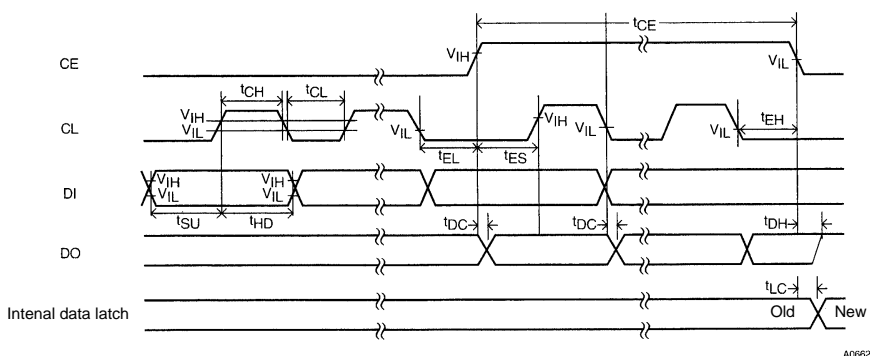 tCE
CE
VIH
VIL
tCH
tCL
CL
VIH
VIL
VIL
VIH
VIL
VIL
tEH
tEL
tES
DI
VIH
VIL
VIH
VIL
tSU
tHD
tDC
tDC
tDH
DO
tLC
Intenal data latch
Old
New
A0662